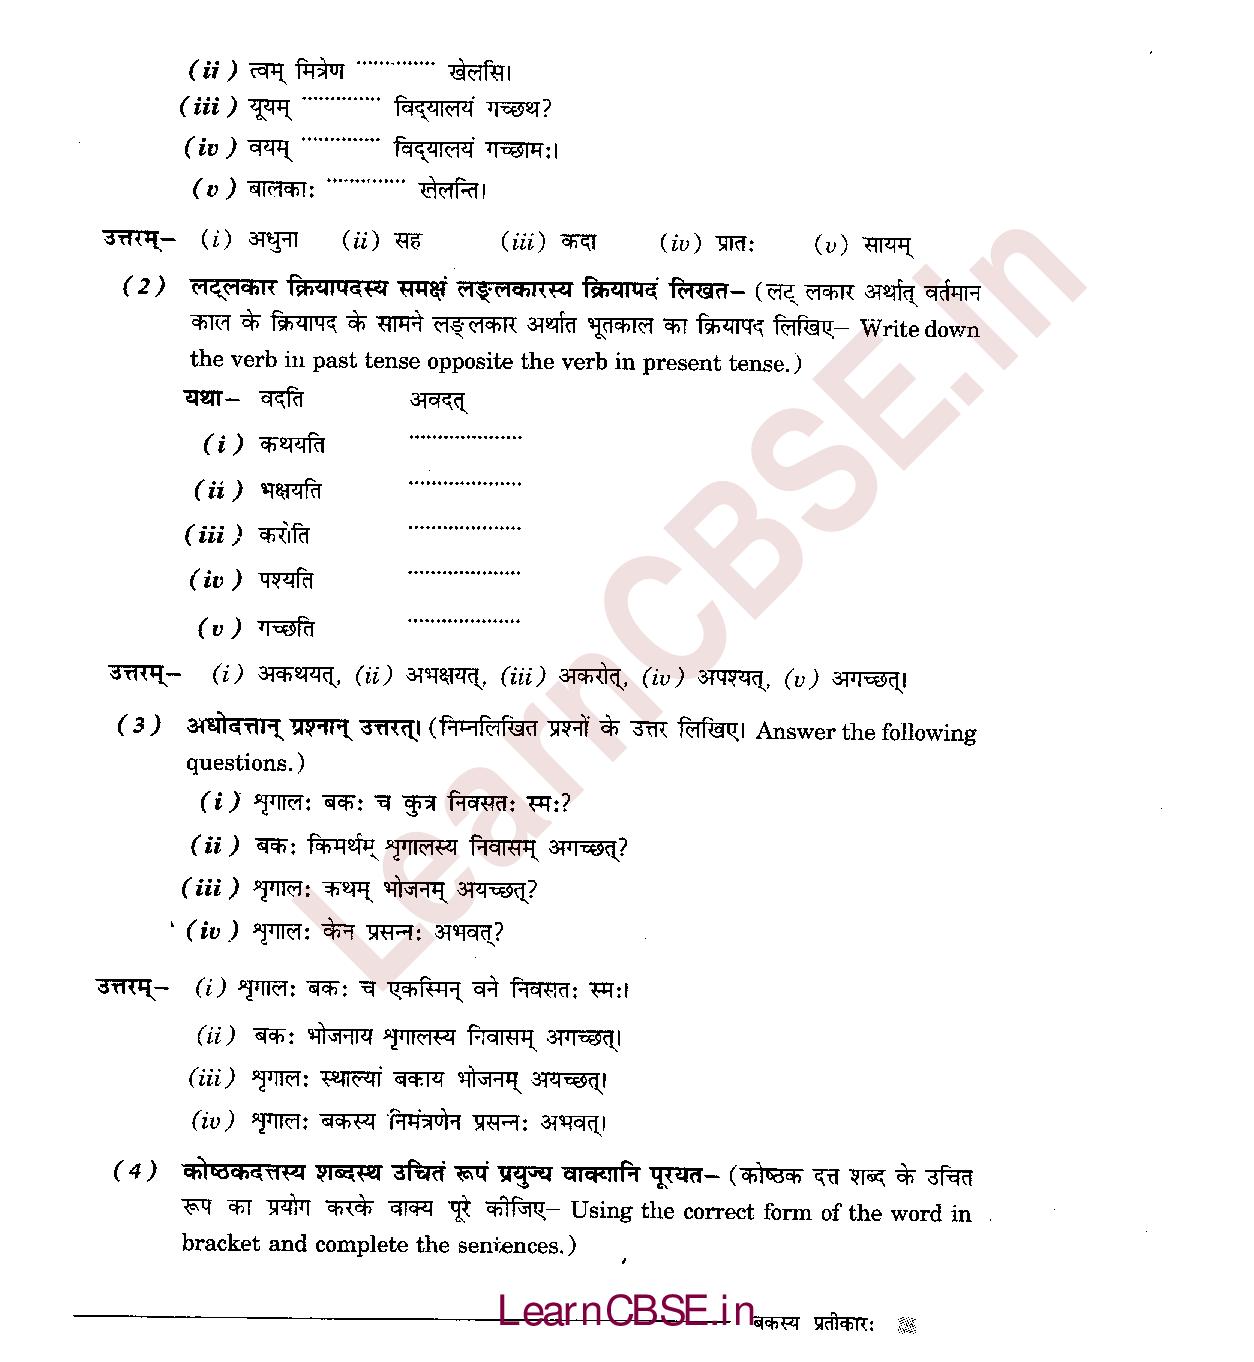 (ii) त्वम् मित्रेण ............. खेलसि।
(iii) यूयम् ............. विद्यालयं गच्छथ?
(iv) वयम् ............. विद्यालयं गच्छामः।
(v) बालकाः ............. खेलन्ति।
उत्तरम्– (i) अधुना (ii) सह (iii) कदा (iv) प्रातः (v) सायम्
(2) लट्लकार क्रियापदस्य समक्षं लङ्लकारस्य क्रियापदं लिखत– (लट् लकार अर्थात् वर्तमान
काल के क्रियापद के सामने लङ्लकार अर्थात भूतकाल का क्रियापद लिखिए– Write down
the verb in past tense opposite the verb in present tense.)
यथा– वदति अवदत्
(i) कथयति ....................
(ii) भक्षयति ....................
(iii) करोति ....................
(iv) पश्यति ....................
(v) गच्छति ....................
उत्तरम्– (i) अकथयत्, (ii) अभक्षयत्, (iii) अकरोत्, (iv) अपश्यत्, (v) अगच्छत्।
(3) अधोदत्तान् प्रश्नान् उत्तरत्। (निम्नलिखित प्रश्नों के उत्तर लिखिए। Answer the following
questions.)
(i) शृगालः बकः च कुत्र निवसतः स्मः?
(ii) बकः किमर्थम् शृगालस्य निवासम् अगच्छत्?
(iii) शृगालः कथम् भोजनम् अयच्छत्?
(iv) शृगालः केन प्रसन्नः अभवत्?
उत्तरम्– (i) शृगालः बकः च एकस्मिन् वने निवसतः स्मः।
(ii) बकः भोजनाय शृगालस्य निवासम् अगच्छत्।
(iii) शृगालः स्थाल्यां बकाय भोजनम् अयच्छत्।
(iv) शृगालः बकस्य निमंत्रणेन प्रसन्नः अभवत्।
(4) कोष्ठकदत्तस्य शब्दस्थ उचितं रूपं प्रयुज्य वाक्यानि पूरयत– (कोष्ठक दत्त शब्द के उचित
रूप का प्रयोग करके वाक्य पूरे कीजिए– Using the correct form of the word in
bracket and complete the sentences.)
LearnCBSE.in
LearnCBSE.in बकस्य प्रतीकारः